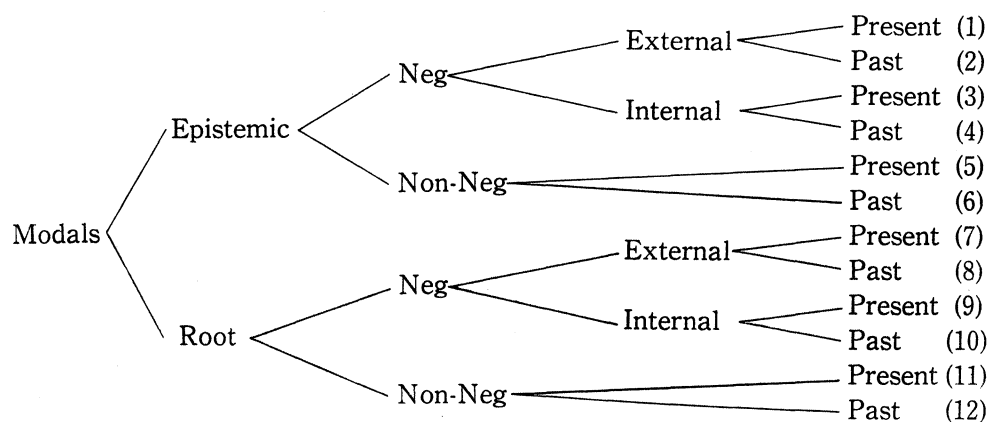 Present (1)
External
Past (2)
Neg
Present (3)
Internal
Past (4)
Epistemic
Present (5)
Non-Neg
Past (6)
Modals
Present (7)
External
Past (8)
Neg
Present (9)
Internal
Past (10)
Root
Present (11)
Non-Neg
Past (12)